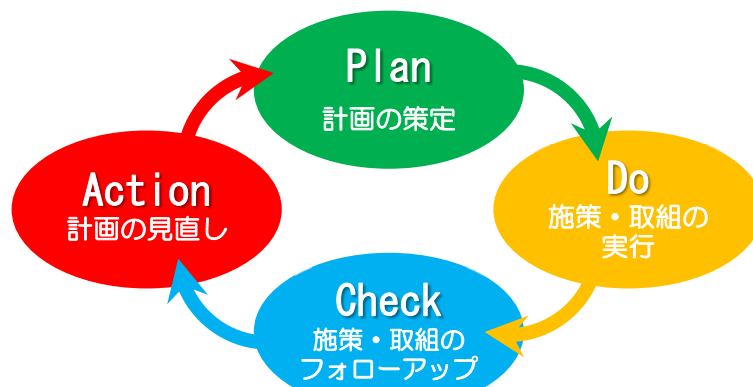 Plan
計画の策定
Do
施策・取組の
実行
Check
施策・取組の
フォローアップ
Action
計画の見直し